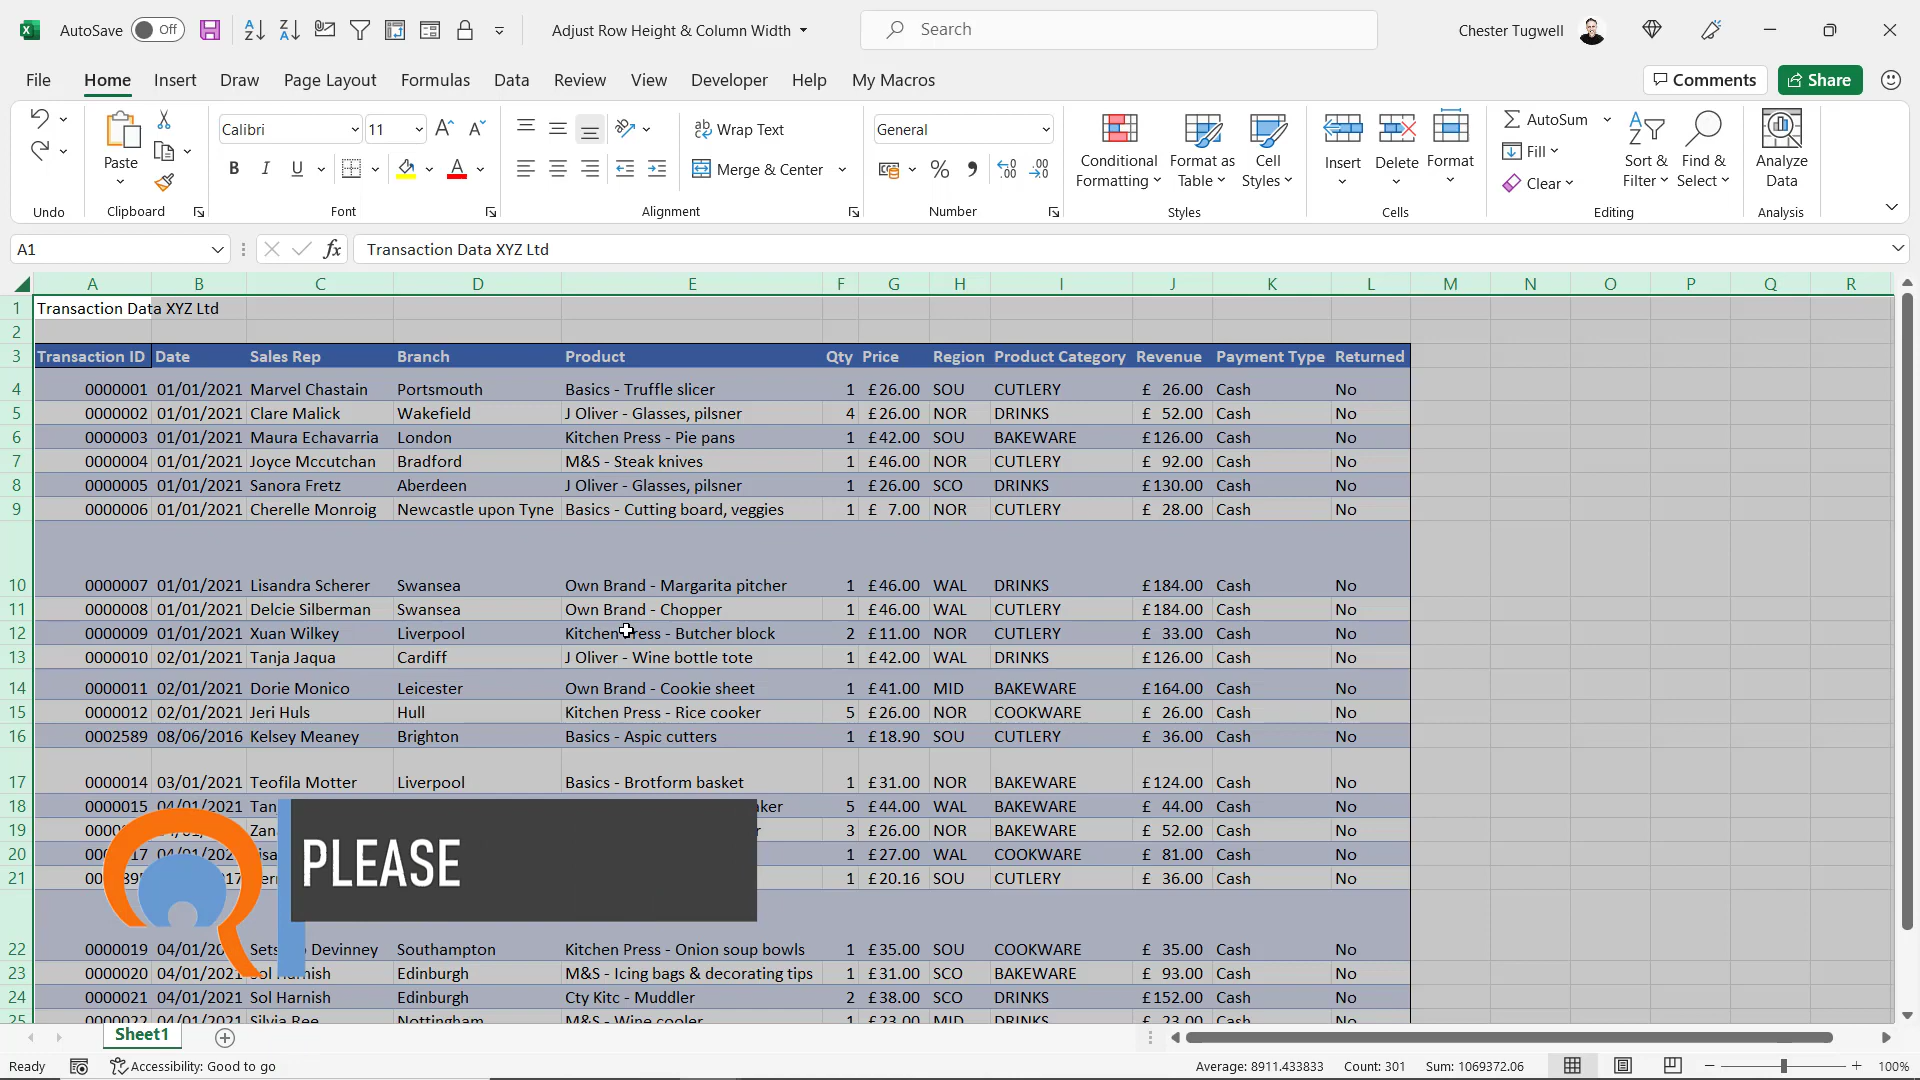 AutoSave Off Adjust Row Height & Column Width Search Chester Tugwell
File Home Insert Draw Page Layout Formulas Data Review View Developer Help My Macros Comments Share
Calibri 11 Wrap Text General AutoSum
Paste Insert Delete Format Fill
Conditional Formatting Format as Table Cell Styles Sort & Filter Find & Select Analyze Data
B I U Merge & Center % Clear
Undo Clipboard Font Alignment Number Styles Cells Editing Analysis
A1 fx Transaction Data XYZ Ltd
A B C D E F G H I J K L M N O P Q R
1 Transaction Data XYZ Ltd
2
3 Transaction ID Date Sales Rep Branch Product Qty Price Region Product Category Revenue Payment Type Returned
4 0000001 01/01/2021 Marvel Chastain Portsmouth Basics - Truffle slicer 1 £26.00 SOU CUTLERY £ 26.00 Cash No
5 0000002 01/01/2021 Clare Malick Wakefield J Oliver - Glasses, pilsner 4 £26.00 NOR DRINKS £ 52.00 Cash No
6 0000003 01/01/2021 Maura Echavarria London Kitchen Press - Pie pans 1 £42.00 SOU BAKEWARE £126.00 Cash No
7 0000004 01/01/2021 Joyce Mccutchan Bradford M&S - Steak knives 1 £46.00 NOR CUTLERY £ 92.00 Cash No
8 0000005 01/01/2021 Sanora Fretz Aberdeen J Oliver - Glasses, pilsner 1 £26.00 SCO DRINKS £130.00 Cash No
9 0000006 01/01/2021 Cherelle Monroig Newcastle upon Tyne Basics - Cutting board, veggies 1 £ 7.00 NOR CUTLERY £ 28.00 Cash No
10 0000007 01/01/2021 Lisandra Scherer Swansea Own Brand - Margarita pitcher 1 £46.00 WAL DRINKS £184.00 Cash No
11 0000008 01/01/2021 Delcie Silberman Swansea Own Brand - Chopper 1 £46.00 WAL CUTLERY £184.00 Cash No
12 0000009 01/01/2021 Xuan Wilkey Liverpool Kitchen Press - Butcher block 2 £11.00 NOR CUTLERY £ 33.00 Cash No
13 0000010 02/01/2021 Tanja Jaqua Cardiff J Oliver - Wine bottle tote 1 £42.00 WAL DRINKS £126.00 Cash No
14 0000011 02/01/2021 Dorie Monico Leicester Own Brand - Cookie sheet 1 £41.00 MID BAKEWARE £164.00 Cash No
15 0000012 02/01/2021 Jeri Huls Hull Kitchen Press - Rice cooker 5 £26.00 NOR COOKWARE £ 26.00 Cash No
16 0002589 08/06/2016 Kelsey Meaney Brighton Basics - Aspic cutters 1 £18.90 SOU CUTLERY £ 36.00 Cash No
17 0000014 03/01/2021 Teofila Motter Liverpool Basics - Brotform basket 1 £31.00 NOR BAKEWARE £124.00 Cash No
18 0000015 04/01/2021 5 £44.00 WAL BAKEWARE £ 44.00 Cash No
19 3 £26.00 NOR BAKEWARE £ 52.00 Cash No
PLEASE
20 1 £27.00 WAL COOKWARE £ 81.00 Cash No
21 1 £20.16 SOU CUTLERY £ 36.00 Cash No
22 0000019 Devinney Southampton Kitchen Press - Onion soup bowls 1 £35.00 SOU COOKWARE £ 35.00 Cash No
23 0000020 04/01/2021 Sol Harnish Edinburgh M&S - Icing bags & decorating tips 1 £31.00 SCO BAKEWARE £ 93.00 Cash No
24 0000021 04/01/2021 Sol Harnish Edinburgh Cty Kitc - Muddler 2 £38.00 SCO DRINKS £152.00 Cash No
25 0000022 04/01/2021 Silvia Ree Nottingham M&S - Wine cooler 1 £23.00 MID DRINKS £ 23.00 Cash No
Sheet1
Ready Accessibility: Good to go Average: 8911.433833 Count: 301 Sum: 1069372.06 100%